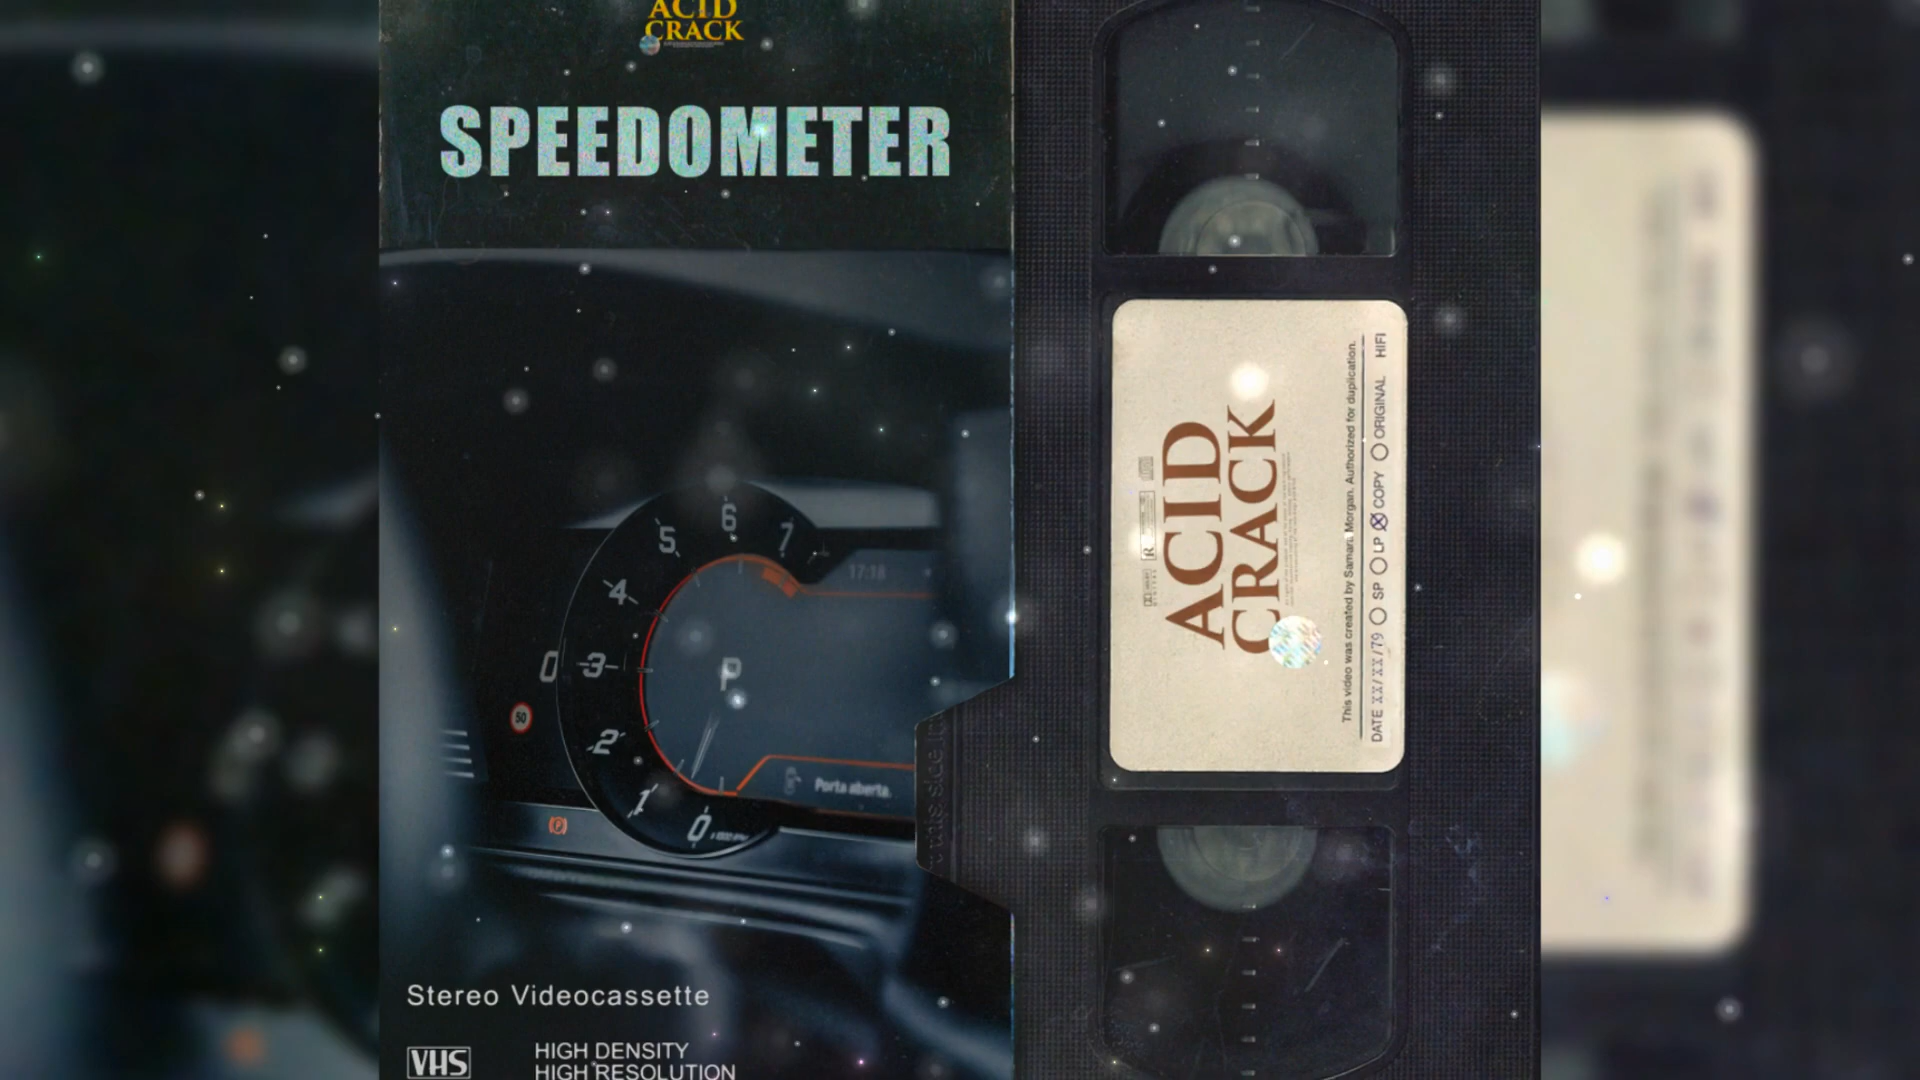 ACID
CRACK
SPEEDOMETER
5
6
7
4
17:18
0
3
P
50
2
Porta aberta.
1
0
Stereo Videocassette
VHS
HIGH DENSITY
HIGH RESOLUTION
R
ACID
CRACK
This video was created by Samara Morgan. Authorized for duplication.
DATE XX/XX/79 SP LP COPY ORIGINAL HIFI